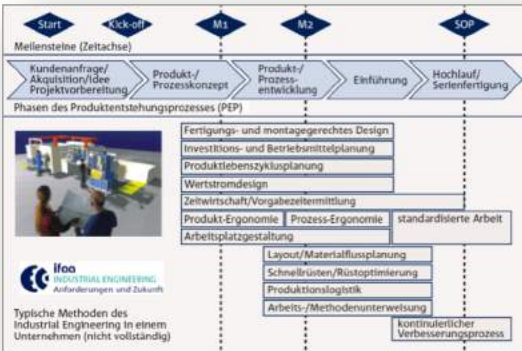 Start
Kick-off
M1
M2
SOP
Meilensteine (Zeitachse)
Kundenanfrage/
Akquisition/Idee
Projektvorbereitung
Produkt-/
Prozesskonzept
Produkt-/
Prozess-
entwicklung
Einführung
Hochlauf/
Serienfertigung
Phasen des Produktentstehungsprozesses (PEP)
Fertigungs- und montagegerechtes Design
Investitions- und Betriebsmittelplanung
Produktlebenszyklusplanung
Wertstromdesign
Zeitwirtschaft/Vorgabezeitermittlung
Produkt-Ergonomie
Prozess-Ergonomie
standardisierte Arbeit
Arbeitsplatzgestaltung
Layout/Materialflussplanung
Schnellrüsten/Rüstoptimierung
Produktionslogistik
Arbeits-/Methodenunterweisung
kontinuierlicher
Verbesserungsprozess
ifaa
INDUSTRIAL ENGINEERING
Anforderungen und Zukunft
Typische Methoden des
Industrial Engineering in einem
Unternehmen (nicht vollständig)